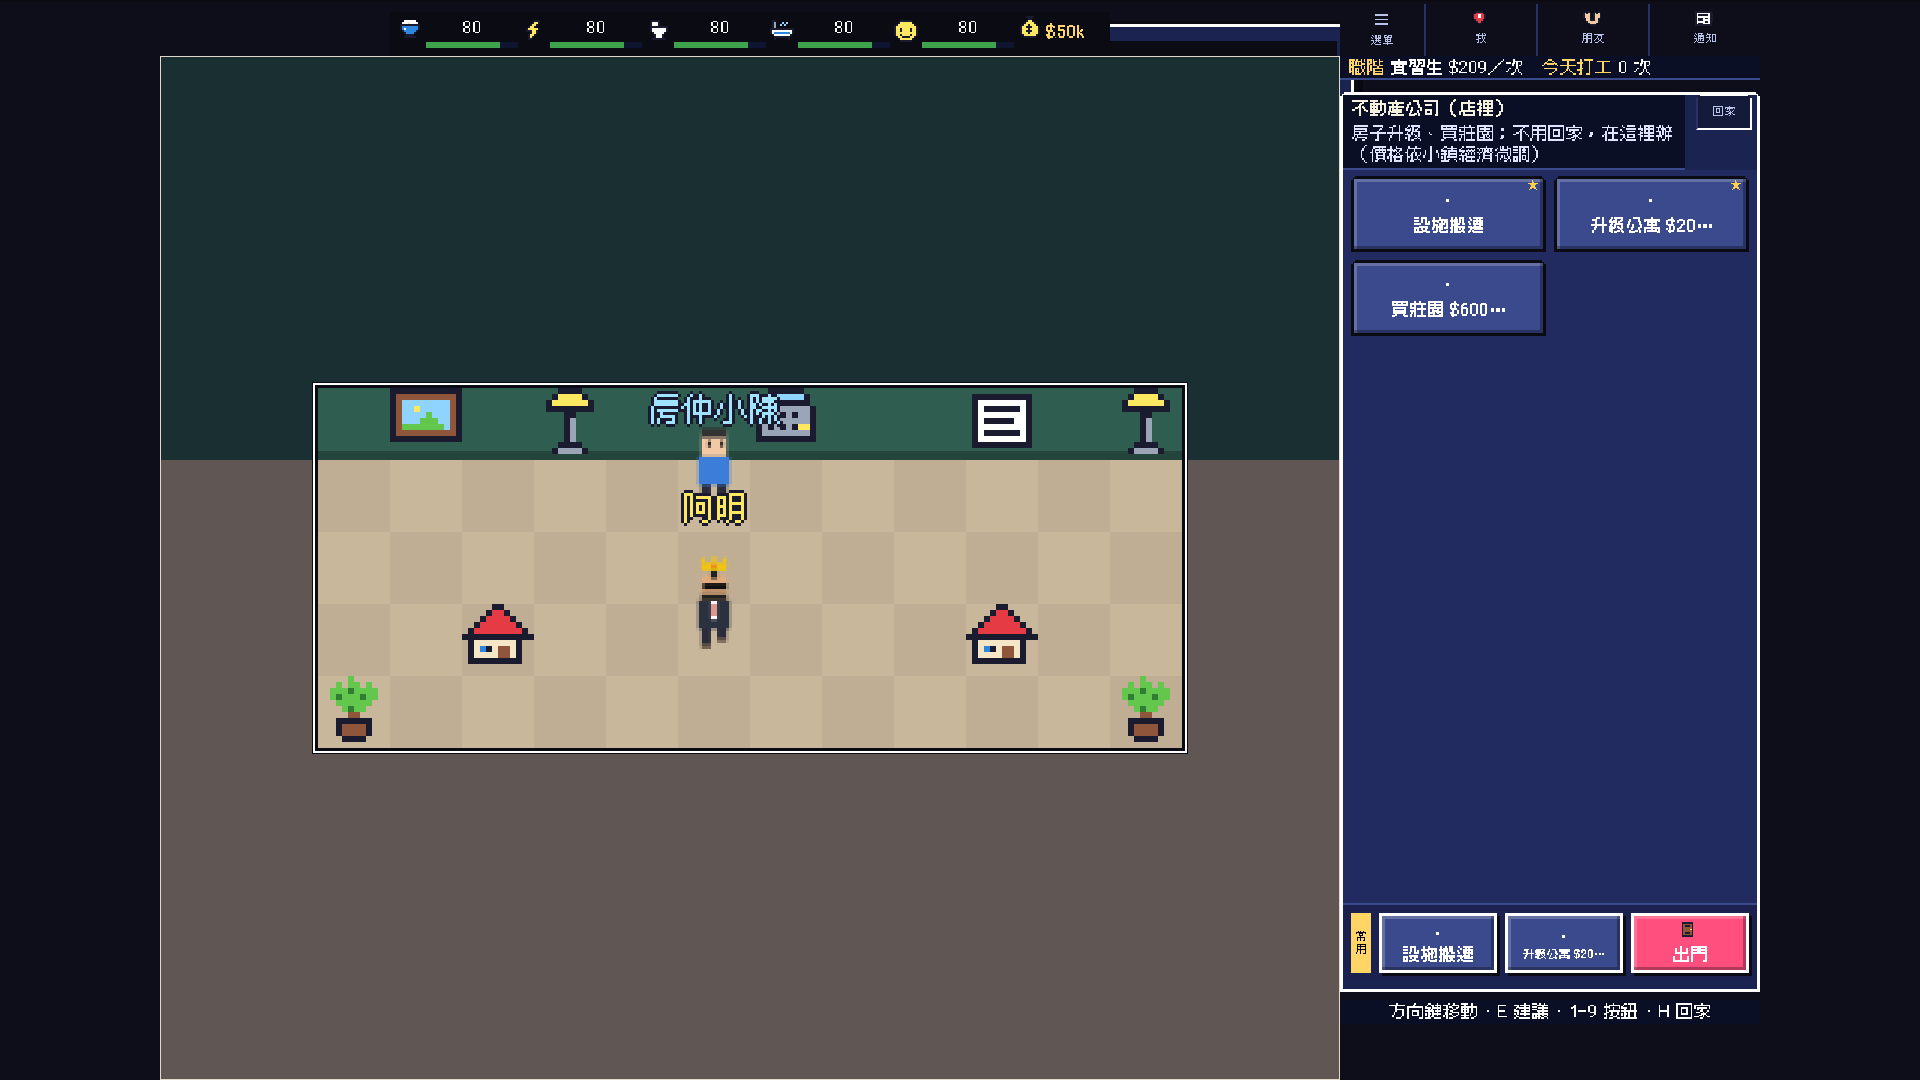 80
80
80
80
80
$50k
選單
我
朋友
通知
職階 實習生 $209／次 今天打工 0 次
不動產公司（店裡）
回家
房子升級、買莊園；不用回家，在這裡辦
（價格依小鎮經濟微調）
設施搬遷
升級公寓 $20…
買莊園 $600…
房仲小陳
阿明
常用
設施搬遷
升級公寓 $20…
出門
方向鍵移動·E 建議·1-9 按鈕·H 回家